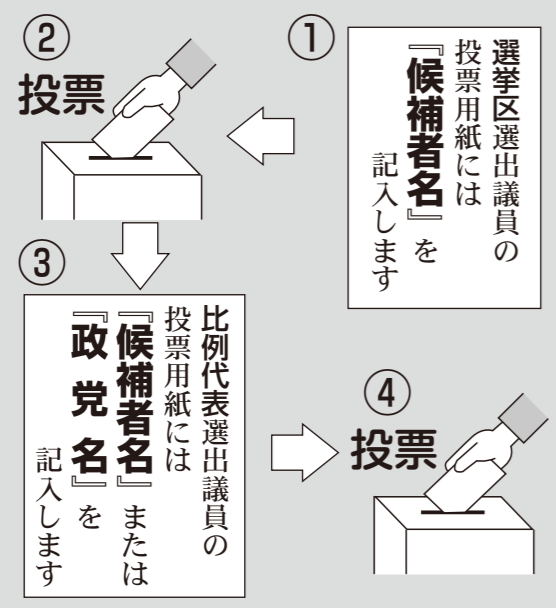 ①
選挙区選出議員の
投票用紙には
『候補者名』を
記入します
②
投票
③
比例代表選出議員の
投票用紙には
『候補者名』または
『政党名』を
記入します
④
投票